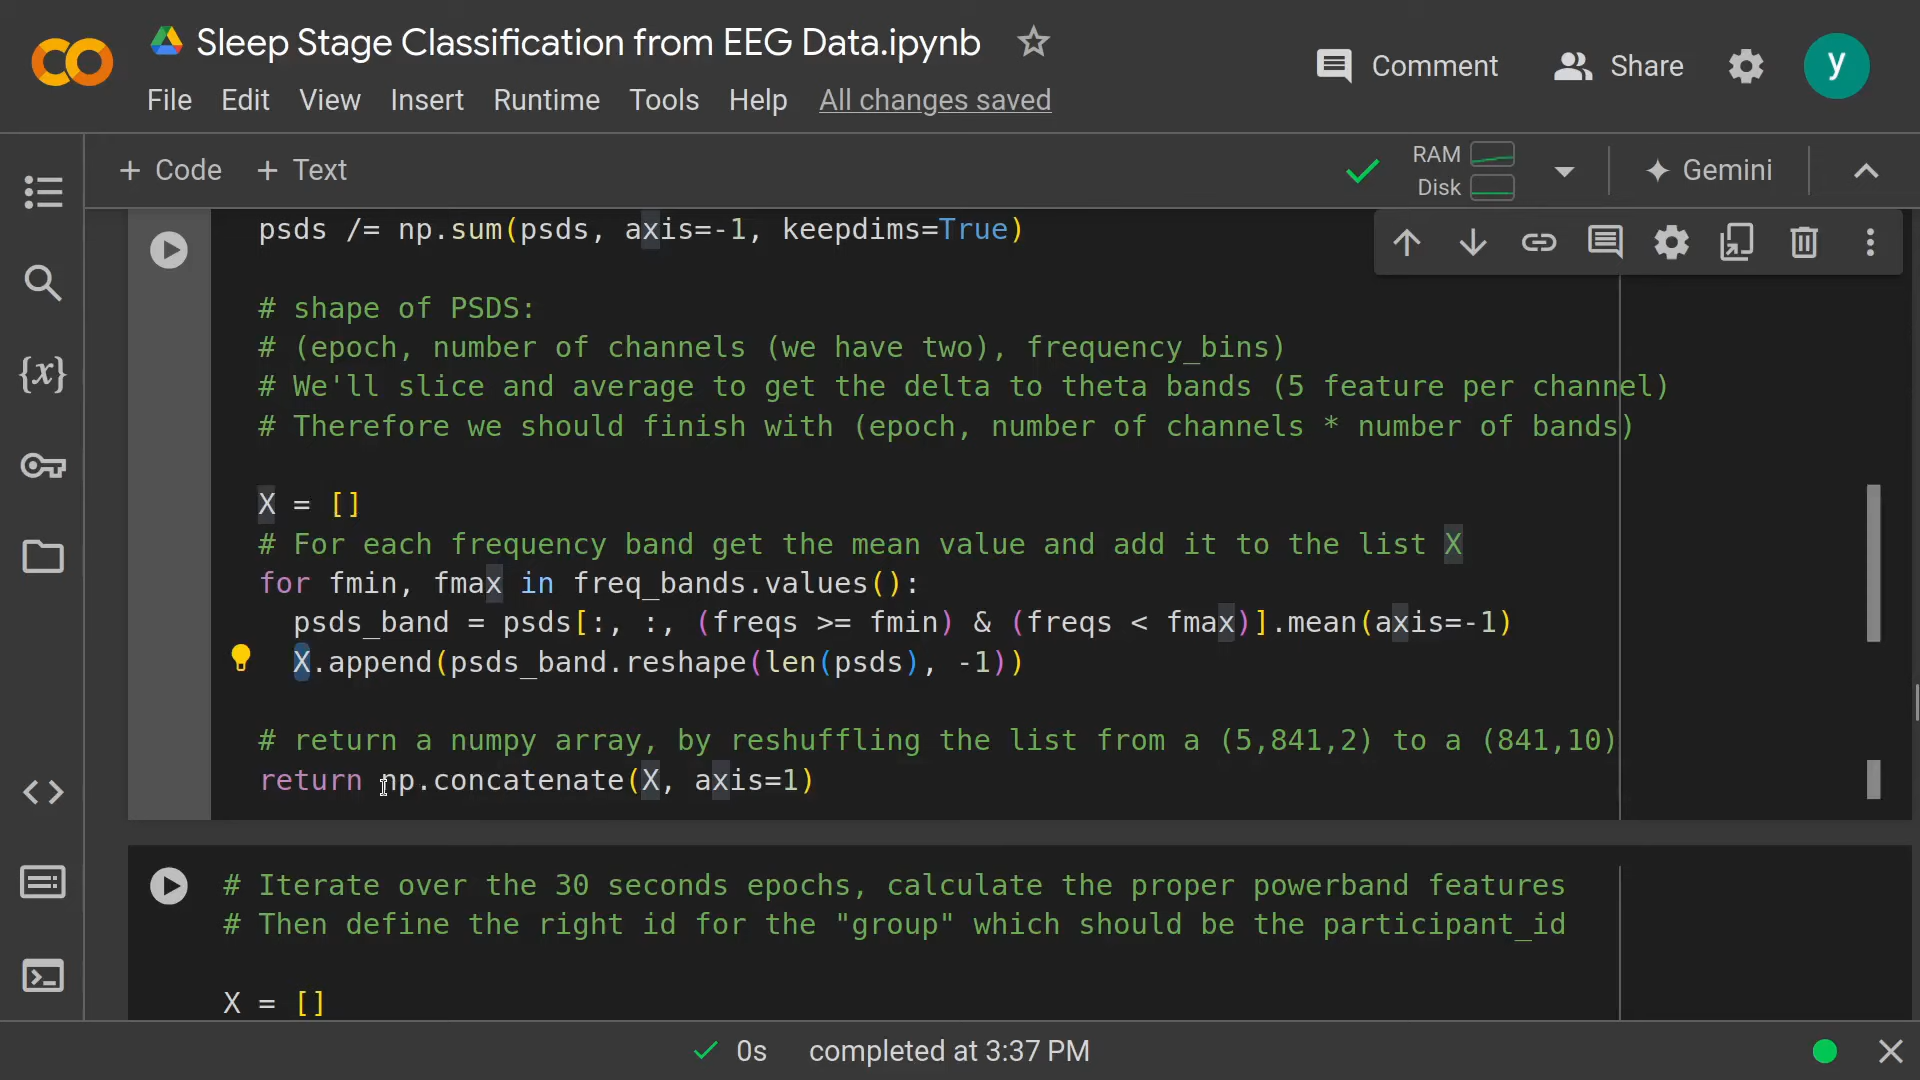 Sleep Stage Classification from EEG Data.ipynb
Comment
Share
y
File Edit View Insert Runtime Tools Help All changes saved
+ Code + Text
RAM
Disk
Gemini
psds /= np.sum(psds, axis=-1, keepdims=True)
# shape of PSDS:
# (epoch, number of channels (we have two), frequency_bins)
# We'll slice and average to get the delta to theta bands (5 feature per channel)
# Therefore we should finish with (epoch, number of channels * number of bands)
X = []
# For each frequency band get the mean value and add it to the list X
for fmin, fmax in freq_bands.values():
psds_band = psds[:, :, (freqs >= fmin) & (freqs < fmax)].mean(axis=-1)
X.append(psds_band.reshape(len(psds), -1))
# return a numpy array, by reshuffling the list from a (5,841,2) to a (841,10)
return np.concatenate(X, axis=1)
# Iterate over the 30 seconds epochs, calculate the proper powerband features
# Then define the right id for the "group" which should be the participant_id
X = []
0s completed at 3:37 PM